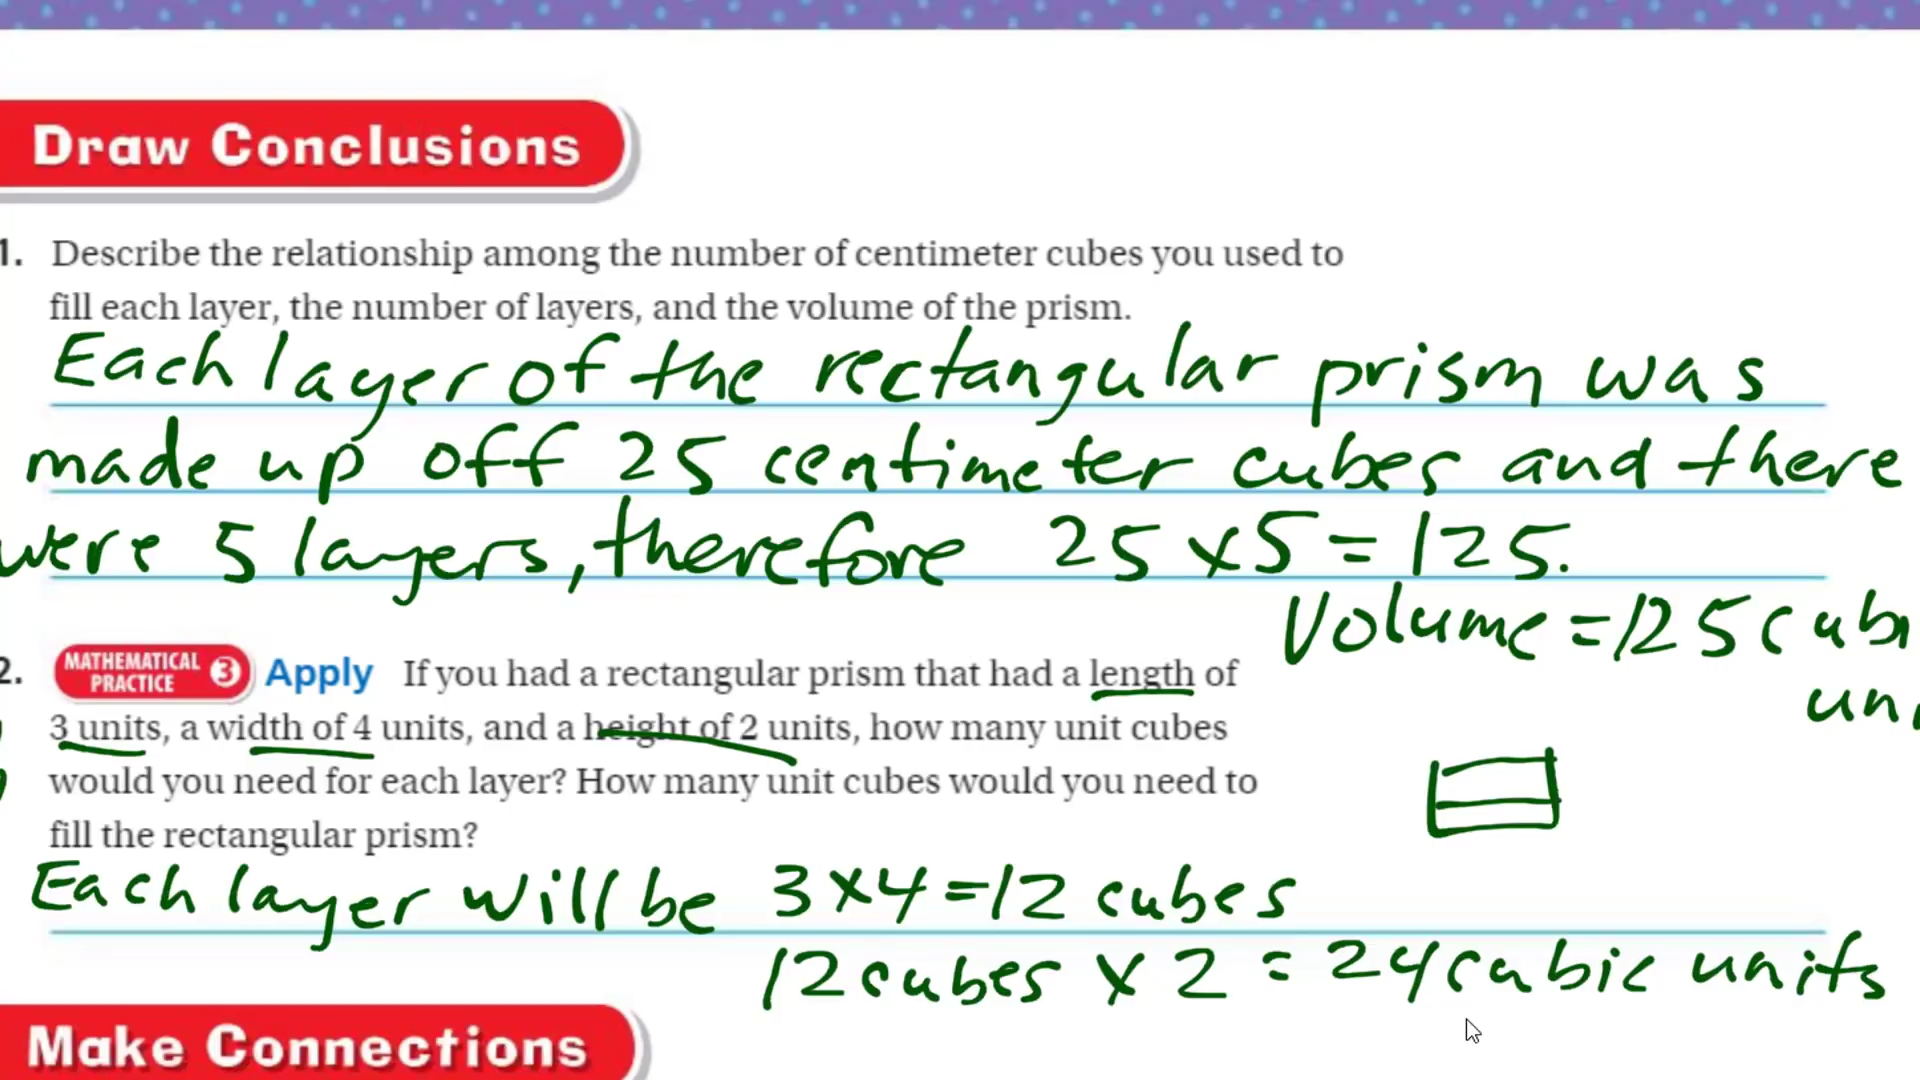 Draw Conclusions
1. Describe the relationship among the number of centimeter cubes you used to
fill each layer, the number of layers, and the volume of the prism.
Each layer of the rectangular prism was
made up off 25 centimeter cubes and there
were 5 layers, therefore 25 x 5 = 125.
Volume = 125 cubi
uni
2. MATHEMATICAL PRACTICE 3 Apply If you had a rectangular prism that had a length of
3 units, a width of 4 units, and a height of 2 units, how many unit cubes
would you need for each layer? How many unit cubes would you need to
fill the rectangular prism?
Each layer will be 3 x 4 = 12 cubes
12 cubes x 2 = 24 cubic units
Make Connections